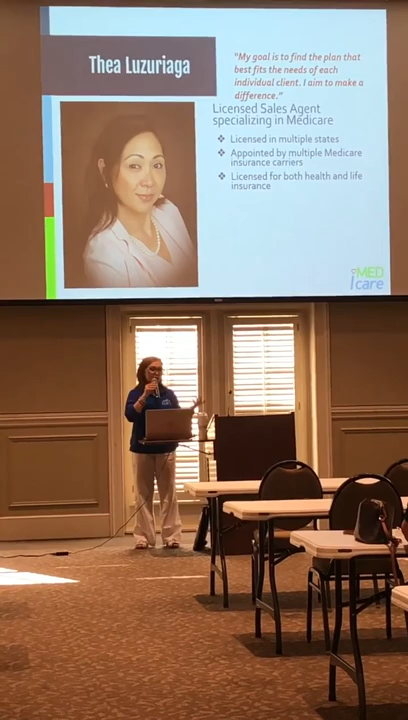 Thea Luzuriaga
"My goal is to find the plan that
best fits the needs of each
individual client. I aim to make a
difference."
Licensed Sales Agent
specializing in Medicare
Licensed in multiple states
Appointed by multiple Medicare
insurance carriers
Licensed for both health and life
insurance
iMED
icare